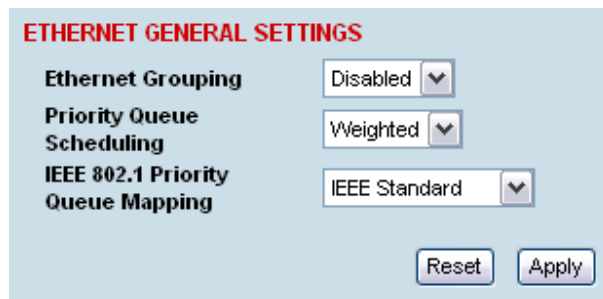 ETHERNET GENERAL SETTINGS
Ethernet Grouping Disabled
Priority Queue
Scheduling Weighted
IEEE 802.1 Priority
Queue Mapping IEEE Standard
Reset Apply